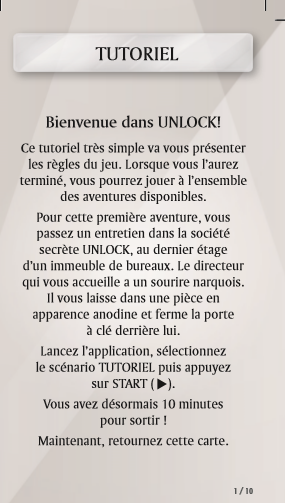 TUTORIEL
Bienvenue dans UNLOCK!
Ce tutoriel très simple va vous présenter
les règles du jeu. Lorsque vous l'aurez
terminé, vous pourrez jouer à l'ensemble
des aventures disponibles.
Pour cette première aventure, vous
passez un entretien dans la société
secrète UNLOCK, au dernier étage
d'un immeuble de bureaux. Le directeur
qui vous accueille a un sourire narquois.
Il vous laisse dans une pièce en
apparence anodine et ferme la porte
à clé derrière lui.
Lancez l'application, sélectionnez
le scénario TUTORIEL puis appuyez
sur START (▶).
Vous avez désormais 10 minutes
pour sortir !
Maintenant, retournez cette carte.
1 / 10